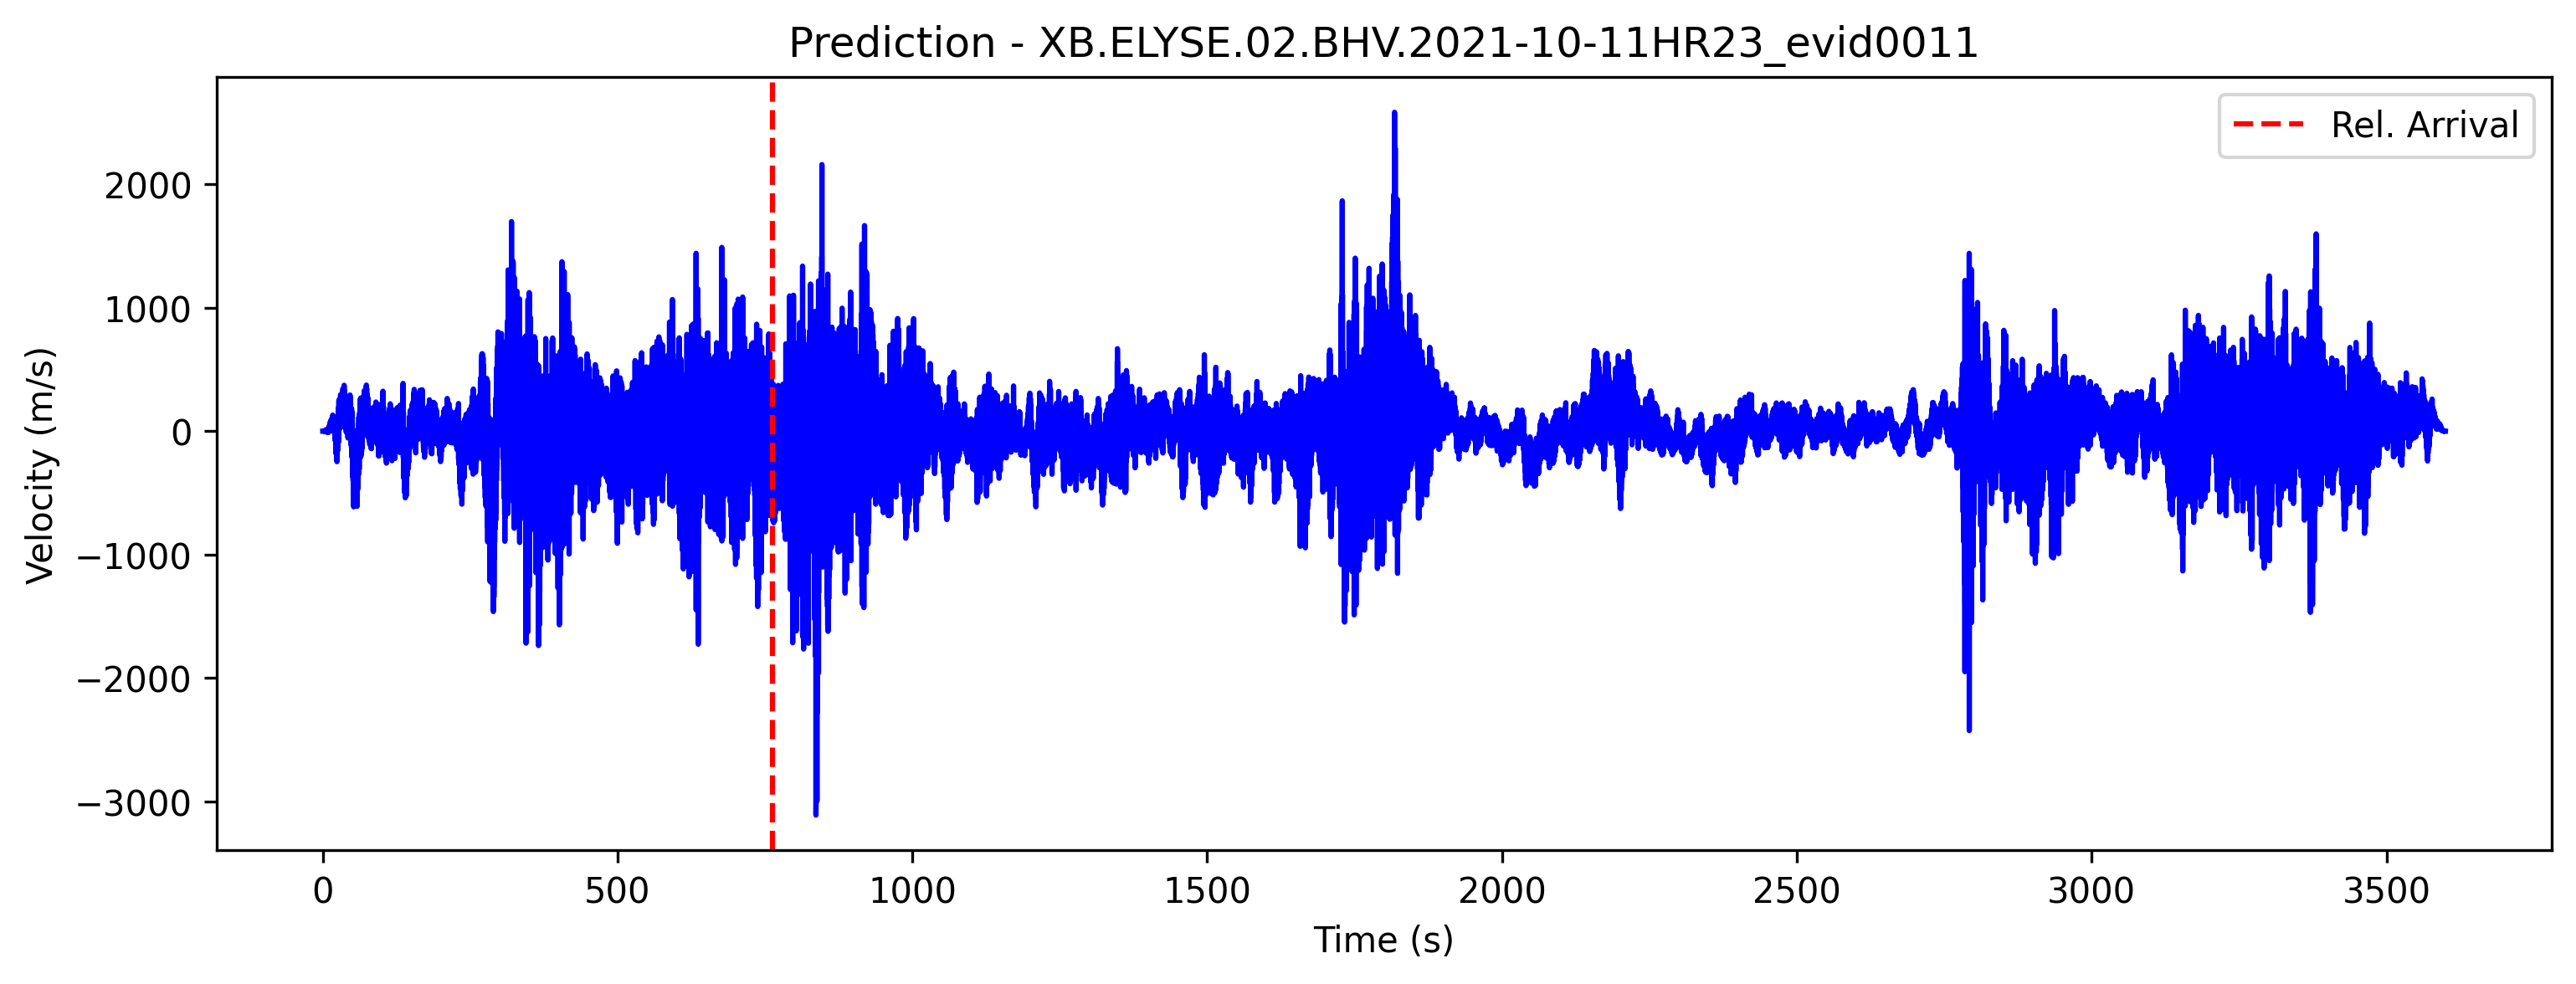 Prediction - XB.ELYSE.02.BHV.2021-10-11HR23_evid0011
Rel. Arrival
2000
1000
0
−1000
−2000
−3000
Velocity (m/s)
0 500 1000 1500 2000 2500 3000 3500
Time (s)